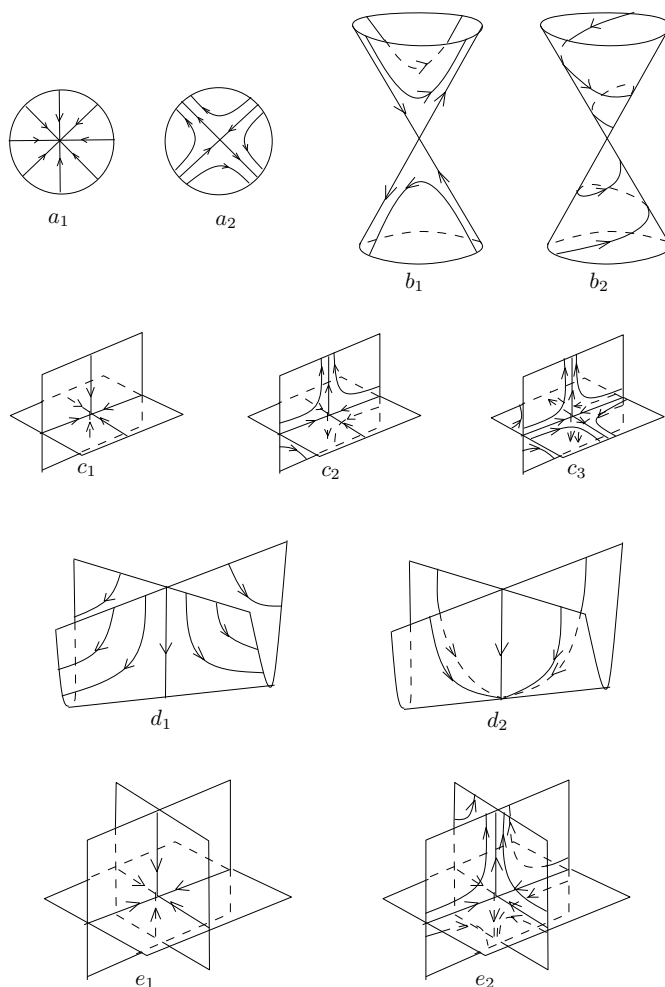 a₁ a₂
b₁ b₂
c₁ c₂ c₃
d₁ d₂
e₁ e₂